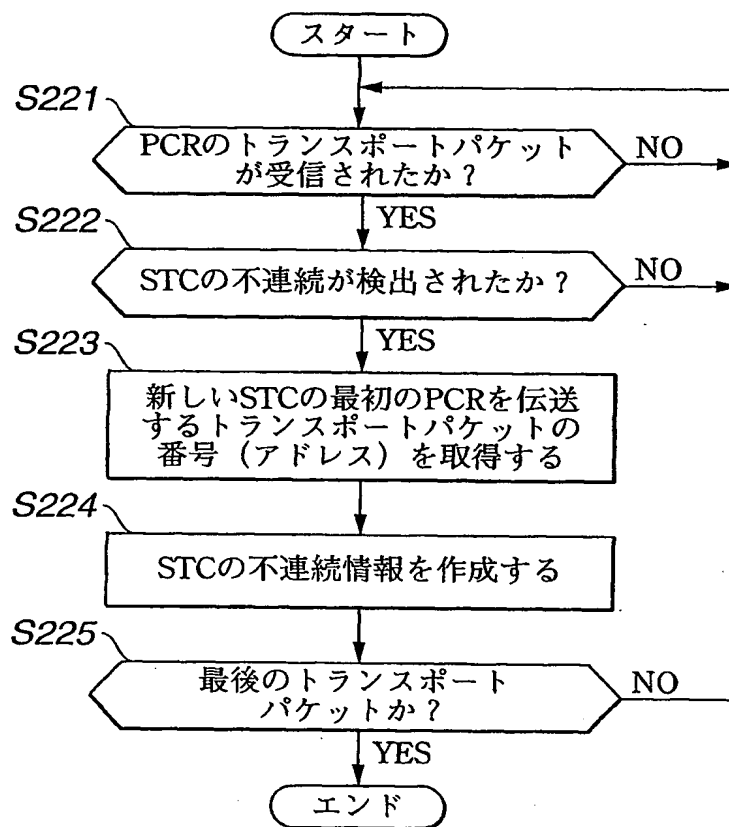 スタート
S221
PCRのトランスポートパケット
が受信されたか？
NO
YES
S222
STCの不連続が検出されたか？
NO
YES
S223
新しいSTCの最初のPCRを伝送
するトランスポートパケットの
番号（アドレス）を取得する
S224
STCの不連続情報を作成する
S225
最後のトランスポート
パケットか？
NO
YES
エンド